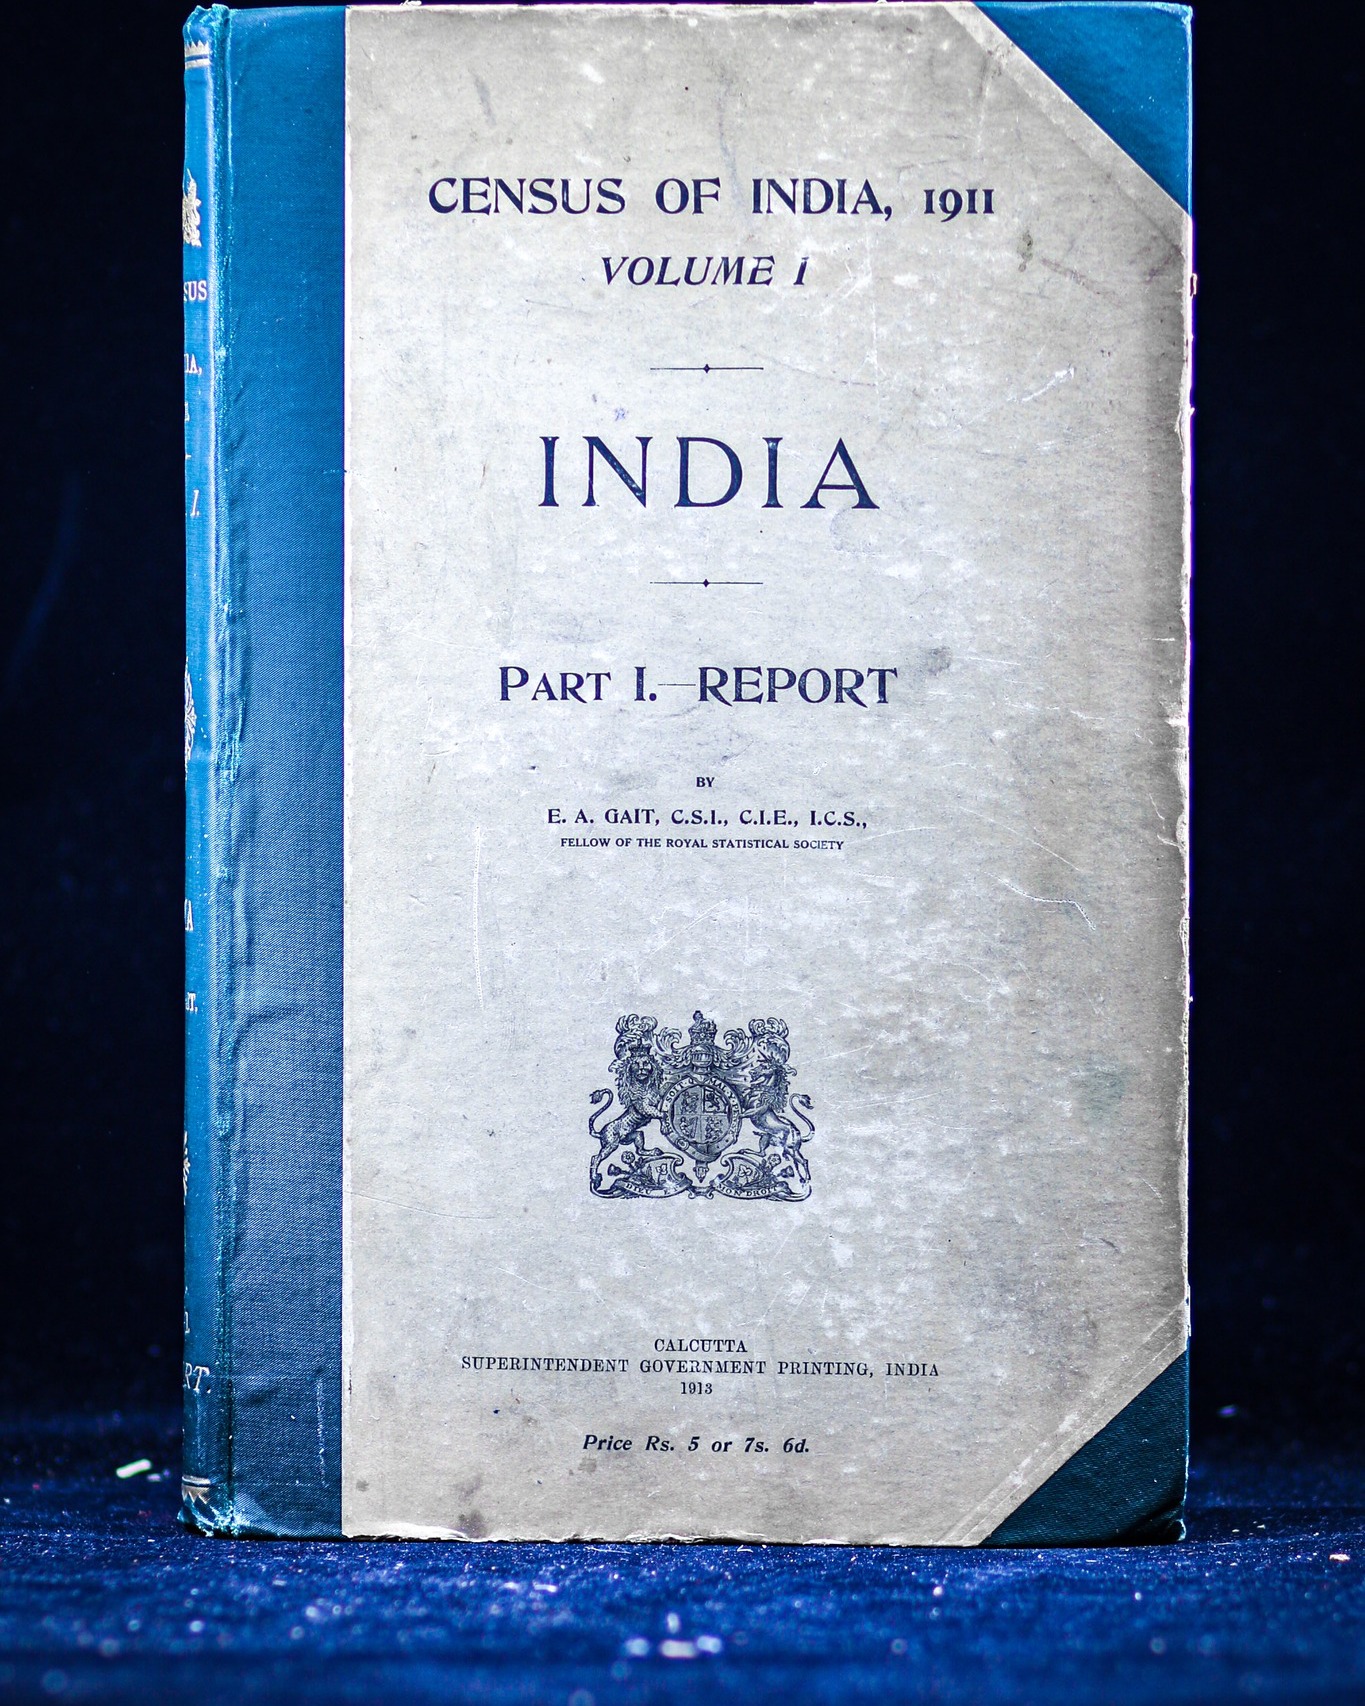 CENSUS OF INDIA, 1911
VOLUME I
INDIA
PART I.—REPORT
BY
E. A. GAIT, C.S.I., C.I.E., I.C.S.,
FELLOW OF THE ROYAL STATISTICAL SOCIETY
CALCUTTA
SUPERINTENDENT GOVERNMENT PRINTING, INDIA
1913
Price Rs. 5 or 7s. 6d.